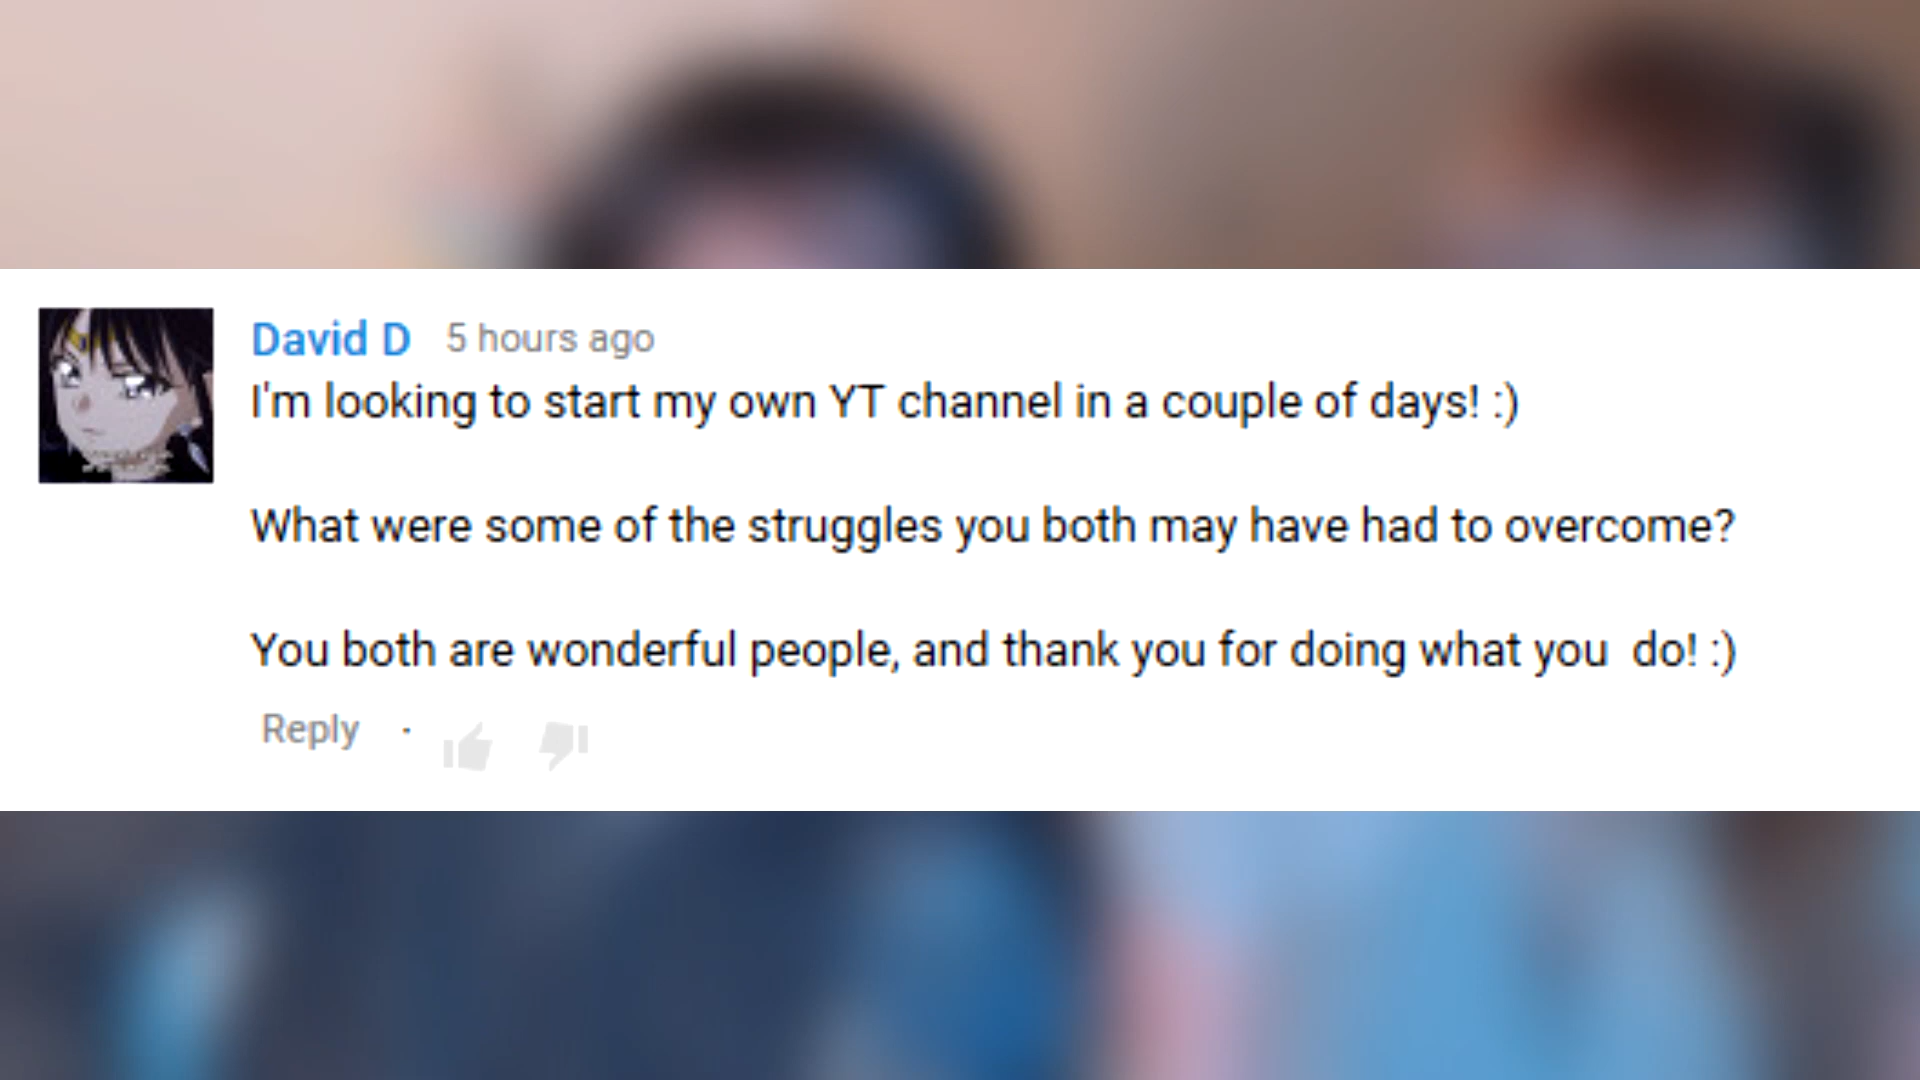 David D 5 hours ago
I'm looking to start my own YT channel in a couple of days! :)
What were some of the struggles you both may have had to overcome?
You both are wonderful people, and thank you for doing what you  do! :)
Reply ·